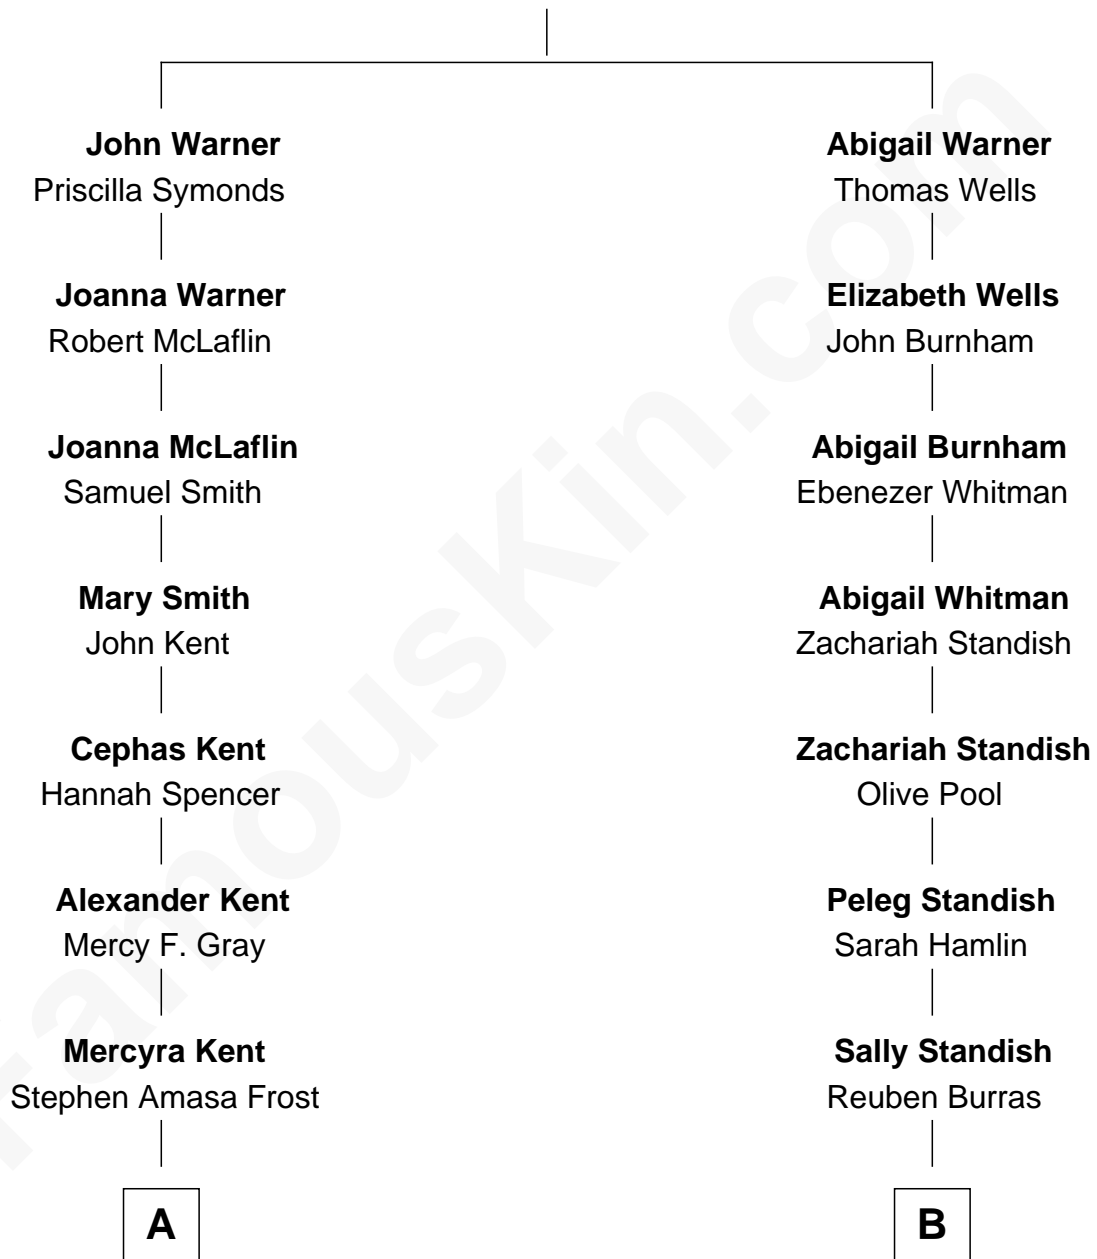 John Warner
Priscilla Symonds
Abigail Warner
Thomas Wells
Joanna Warner
Robert McLaflin
Elizabeth Wells
John Burnham
Joanna McLaflin
Samuel Smith
Abigail Burnham
Ebenezer Whitman
Mary Smith
John Kent
Abigail Whitman
Zachariah Standish
Cephas Kent
Hannah Spencer
Zachariah Standish
Olive Pool
Alexander Kent
Mercy F. Gray
Peleg Standish
Sarah Hamlin
Mercyra Kent
Stephen Amasa Frost
Sally Standish
Reuben Burras
A
B
FamousKin.com